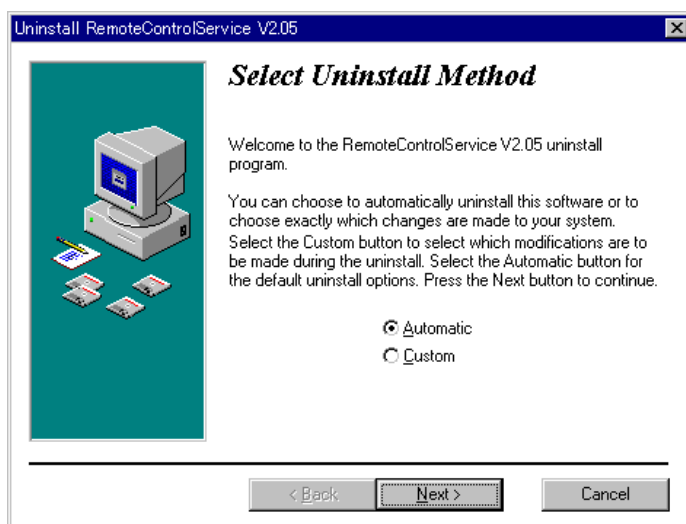 Uninstall RemoteControlService V2.05
Select Uninstall Method
Welcome to the RemoteControlService V2.05 uninstall
program.
You can choose to automatically uninstall this software or to
choose exactly which changes are made to your system.
Select the Custom button to select which modifications are to
be made during the uninstall. Select the Automatic button for
the default uninstall options. Press the Next button to continue.
Automatic
Custom
< Back
Next >
Cancel